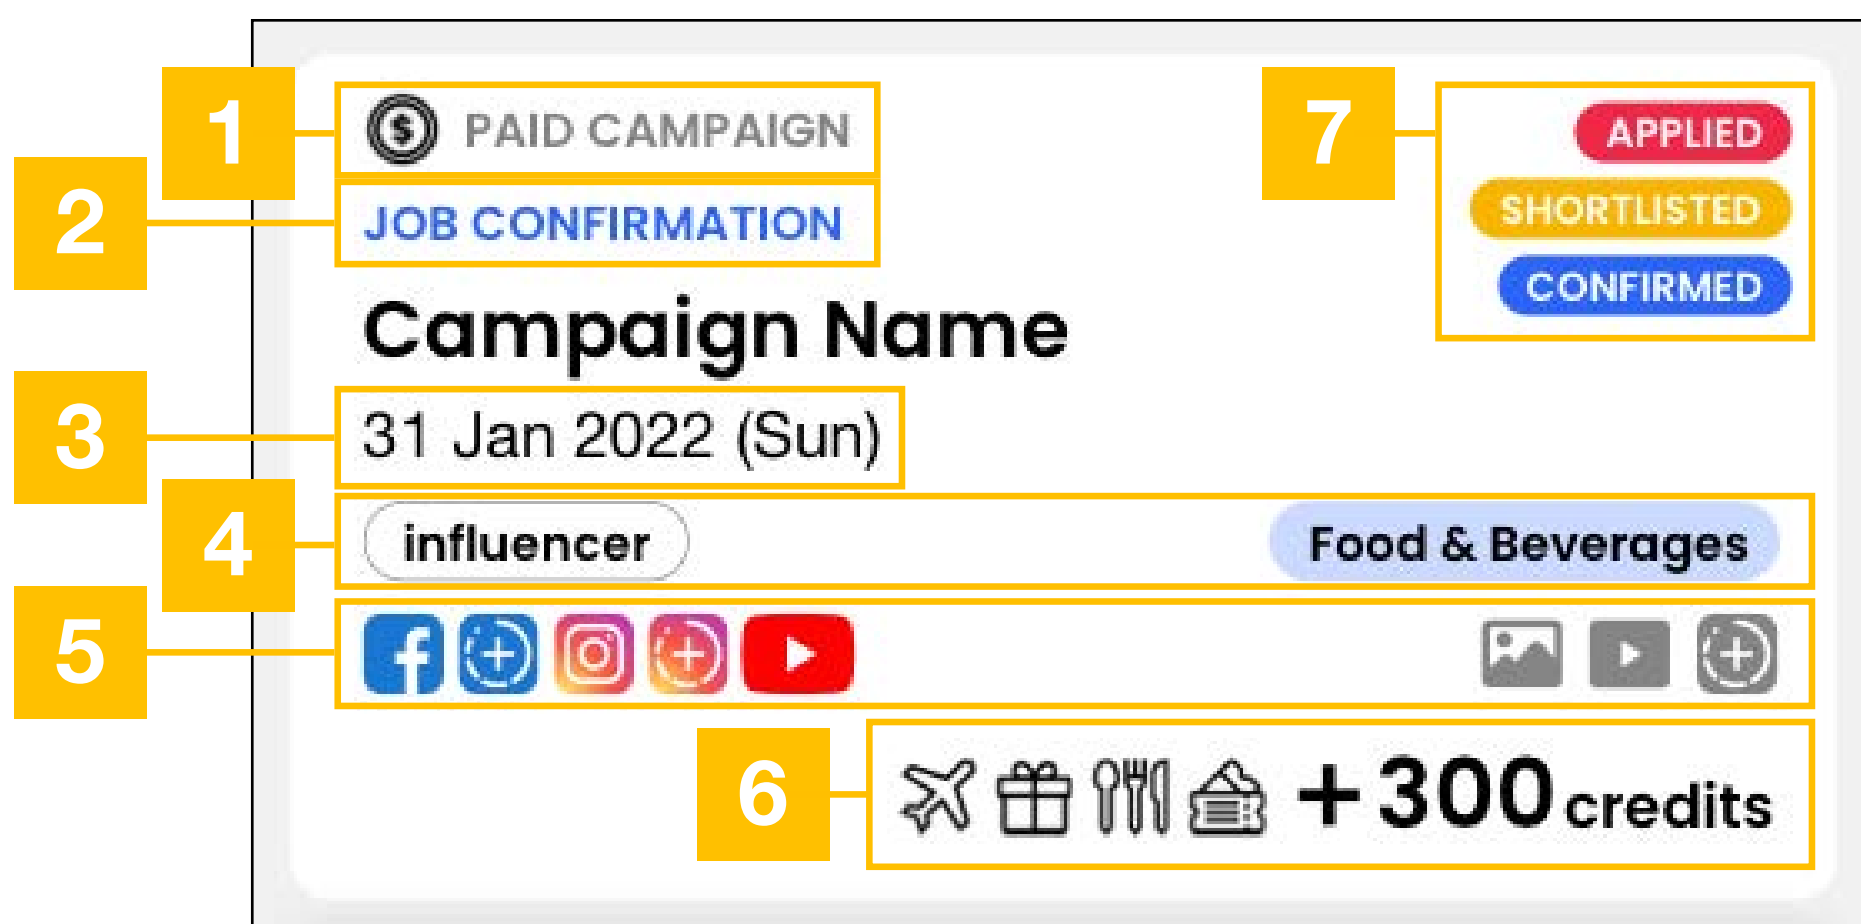 1
PAID CAMPAIGN
7
APPLIED
2
JOB CONFIRMATION
SHORTLISTED
CONFIRMED
Campaign Name
3
31 Jan 2022 (Sun)
4
influencer
Food & Beverages
5
6
+300 credits